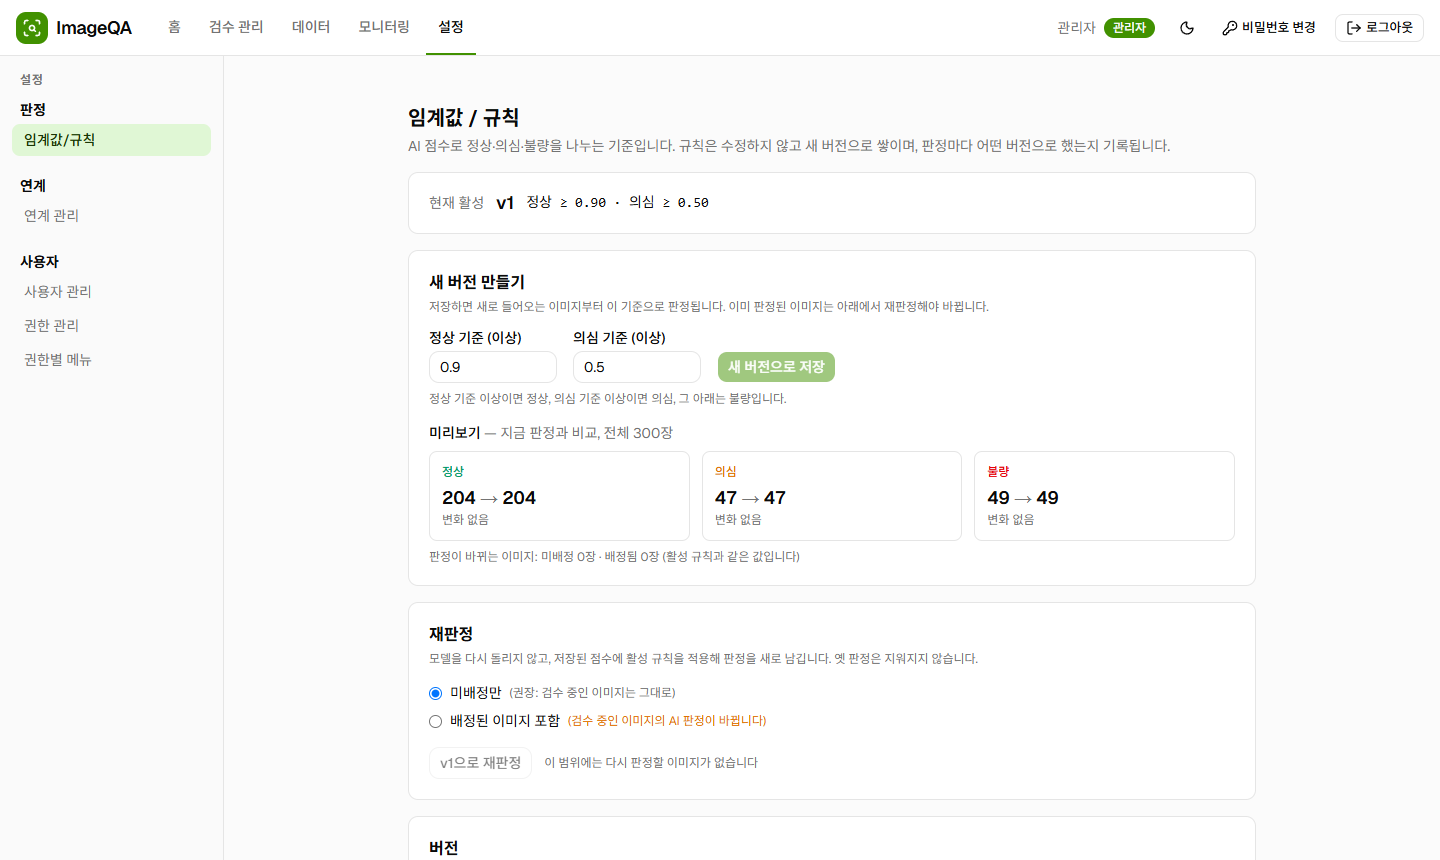 ImageQA
홈 검수 관리 데이터 모니터링 설정
관리자 관리자 비밀번호 변경 로그아웃
설정
판정
임계값/규칙
연계
연계 관리
사용자
사용자 관리
권한 관리
권한별 메뉴
임계값 / 규칙
AI 점수로 정상·의심·불량을 나누는 기준입니다. 규칙은 수정하지 않고 새 버전으로 쌓이며, 판정마다 어떤 버전으로 했는지 기록됩니다.
현재 활성 v1 정상 ≥ 0.90 · 의심 ≥ 0.50
새 버전 만들기
저장하면 새로 들어오는 이미지부터 이 기준으로 판정됩니다. 이미 판정된 이미지는 아래에서 재판정해야 바뀝니다.
정상 기준 (이상) 의심 기준 (이상)
0.9 0.5 새 버전으로 저장
정상 기준 이상이면 정상, 의심 기준 이상이면 의심, 그 아래는 불량입니다.
미리보기 — 지금 판정과 비교, 전체 300장
정상 의심 불량
204 → 204 47 → 47 49 → 49
변화 없음 변화 없음 변화 없음
판정이 바뀌는 이미지: 미배정 0장 · 배정됨 0장 (활성 규칙과 같은 값입니다)
재판정
모델을 다시 돌리지 않고, 저장된 점수에 활성 규칙을 적용해 판정을 새로 남깁니다. 옛 판정은 지워지지 않습니다.
미배정만 (권장: 검수 중인 이미지는 그대로)
배정된 이미지 포함 (검수 중인 이미지의 AI 판정이 바뀝니다)
v1으로 재판정 이 범위에는 다시 판정할 이미지가 없습니다
버전